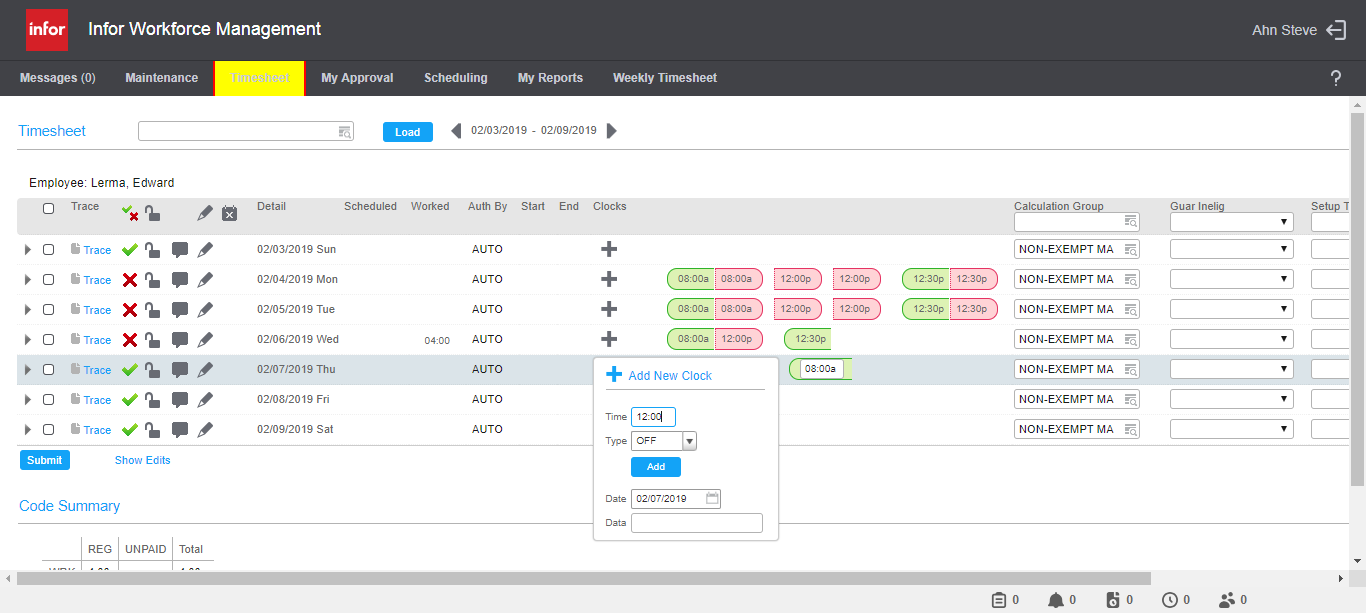 infor Infor Workforce Management Ahn Steve
Messages (0) Maintenance Timesheet My Approval Scheduling My Reports Weekly Timesheet ?
Timesheet Load 02/03/2019 - 02/09/2019
Employee: Lerma, Edward
Trace Detail Scheduled Worked Auth By Start End Clocks Calculation Group Guar Inelig Setup T
Trace 02/03/2019 Sun AUTO NON-EXEMPT MA
Trace 02/04/2019 Mon AUTO 08:00a 08:00a 12:00p 12:00p 12:30p 12:30p NON-EXEMPT MA
Trace 02/05/2019 Tue AUTO 08:00a 08:00a 12:00p 12:00p 12:30p 12:30p NON-EXEMPT MA
Trace 02/06/2019 Wed 04:00 AUTO 08:00a 12:00p 12:30p NON-EXEMPT MA
Trace 02/07/2019 Thu AUTO 08:00a NON-EXEMPT MA
Add New Clock
Trace 02/08/2019 Fri AUTO NON-EXEMPT MA
Time 12:00
Trace 02/09/2019 Sat AUTO NON-EXEMPT MA
Type OFF
Submit Show Edits
Add
Date 02/07/2019
Data
Code Summary
REG UNPAID Total
0 0 0 0 0